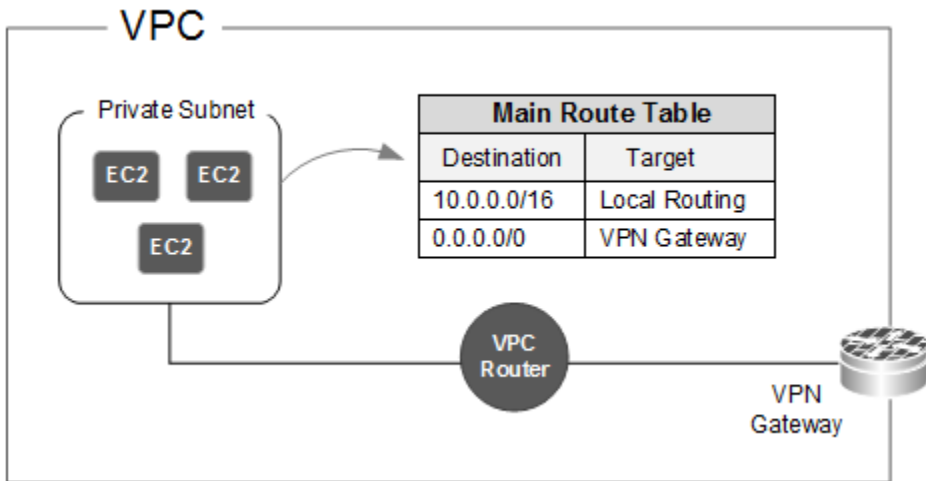 VPC
Private Subnet
EC2 EC2
EC2
Main Route Table
Destination Target
10.0.0.0/16 Local Routing
0.0.0.0/0 VPN Gateway
VPC
Router
VPN
Gateway